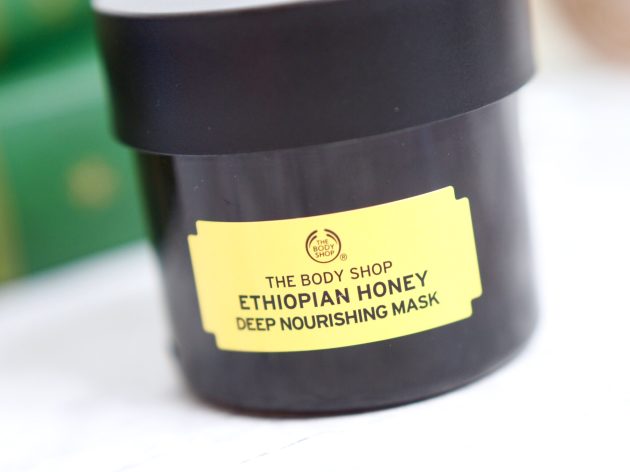 THE
BODY
SHOP
®
THE BODY SHOP
ETHIOPIAN HONEY
DEEP NOURISHING MASK